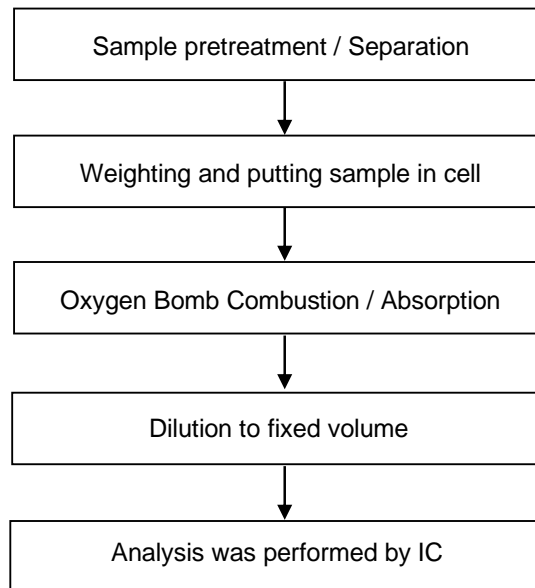 Sample pretreatment / Separation
Weighting and putting sample in cell
Oxygen Bomb Combustion / Absorption
Dilution to fixed volume
Analysis was performed by IC